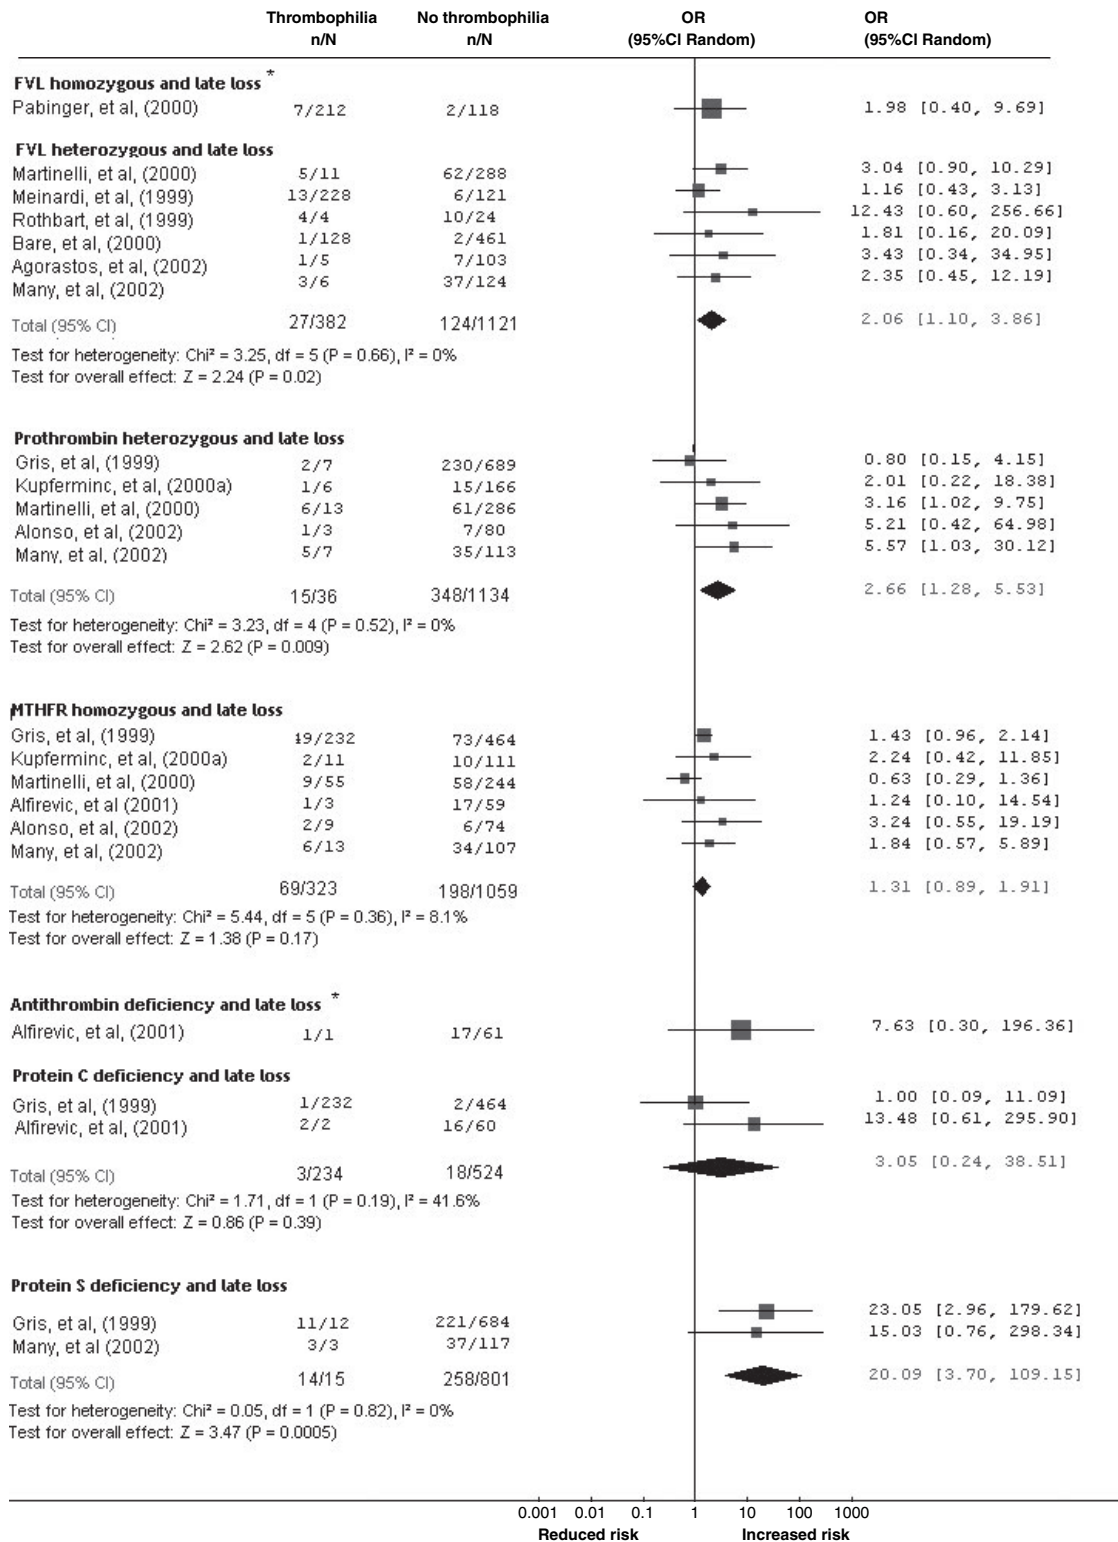 Thrombophilia No thrombophilia OR OR
n/N n/N (95%CI Random) (95%CI Random)
FVL homozygous and late loss *
Pabinger, et al, (2000) 7/212 2/118 1.98 [0.40, 9.69]
FVL heterozygous and late loss
Martinelli, et al, (2000) 5/11 62/288 3.04 [0.90, 10.29]
Meinardi, et al, (1999) 13/228 6/121 1.16 [0.43, 3.13]
Rothbart, et al, (1999) 4/4 10/24 12.43 [0.60, 256.66]
Bare, et al, (2000) 1/128 2/461 1.81 [0.16, 20.09]
Agorastos, et al, (2002) 1/5 7/103 3.43 [0.34, 34.95]
Many, et al, (2002) 3/6 37/124 2.35 [0.45, 12.19]
Total (95% CI) 27/382 124/1121 2.06 [1.10, 3.86]
Test for heterogeneity: Chi² = 3.25, df = 5 (P = 0.66), I² = 0%
Test for overall effect: Z = 2.24 (P = 0.02)
Prothrombin heterozygous and late loss
Gris, et al, (1999) 2/7 230/689 0.80 [0.15, 4.15]
Kupferminc, et al, (2000a) 1/6 15/166 2.01 [0.22, 18.38]
Martinelli, et al, (2000) 6/13 61/286 3.16 [1.02, 9.75]
Alonso, et al, (2002) 1/3 7/80 5.21 [0.42, 64.98]
Many, et al, (2002) 5/7 35/113 5.57 [1.03, 30.12]
Total (95% CI) 15/36 348/1134 2.66 [1.28, 5.53]
Test for heterogeneity: Chi² = 3.23, df = 4 (P = 0.52), I² = 0%
Test for overall effect: Z = 2.62 (P = 0.009)
MTHFR homozygous and late loss
Gris, et al, (1999) 49/232 73/464 1.43 [0.96, 2.14]
Kupferminc, et al, (2000a) 2/11 10/111 2.24 [0.42, 11.85]
Martinelli, et al, (2000) 9/55 58/244 0.63 [0.29, 1.36]
Alfirevic, et al, (2001) 1/3 17/59 1.24 [0.10, 14.54]
Alonso, et al, (2002) 2/9 6/74 3.24 [0.55, 19.19]
Many, et al, (2002) 6/13 34/107 1.84 [0.57, 5.89]
Total (95% CI) 69/323 198/1059 1.31 [0.89, 1.91]
Test for heterogeneity: Chi² = 5.44, df = 5 (P = 0.36), I² = 8.1%
Test for overall effect: Z = 1.38 (P = 0.17)
Antithrombin deficiency and late loss *
Alfirevic, et al, (2001) 1/1 17/61 7.63 [0.30, 196.36]
Protein C deficiency and late loss
Gris, et al, (1999) 1/232 2/464 1.00 [0.09, 11.09]
Alfirevic, et al, (2001) 2/2 16/60 13.48 [0.61, 295.90]
Total (95% CI) 3/234 18/524 3.05 [0.24, 38.51]
Test for heterogeneity: Chi² = 1.71, df = 1 (P = 0.19), I² = 41.6%
Test for overall effect: Z = 0.86 (P = 0.39)
Protein S deficiency and late loss
Gris, et al, (1999) 11/12 221/684 23.05 [2.96, 179.62]
Many, et al (2002) 3/3 37/117 15.03 [0.76, 298.34]
Total (95% CI) 14/15 258/801 20.09 [3.70, 109.15]
Test for heterogeneity: Chi² = 0.05, df = 1 (P = 0.82), I² = 0%
Test for overall effect: Z = 3.47 (P = 0.0005)
0.001 0.01 0.1 1 10 100 1000
Reduced risk Increased risk